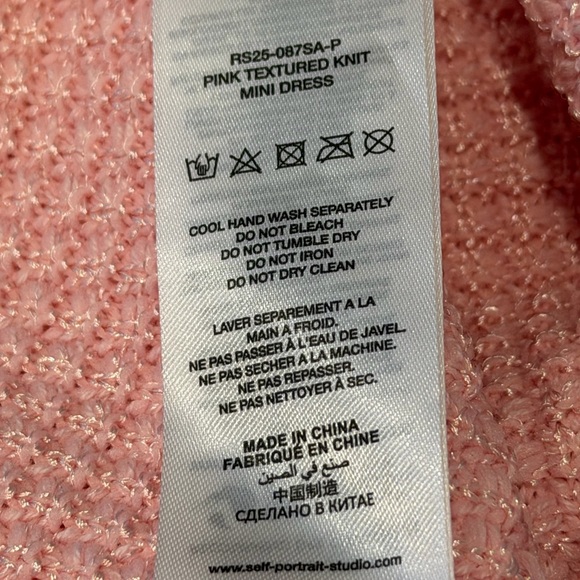 RS25-087SA-P
PINK TEXTURED KNIT
MINI DRESS
COOL HAND WASH SEPARATELY
DO NOT BLEACH
DO NOT TUMBLE DRY
DO NOT IRON
DO NOT DRY CLEAN
LAVER SEPAREMENT A LA
MAIN A FROID.
NE PAS PASSER À L'EAU DE JAVEL.
NE PAS SECHER A LA MACHINE.
NE PAS REPASSER.
NE PAS NETTOYER À SEC.
MADE IN CHINA
FABRIQUÉ EN CHINE
صنع في الصين
中国制造
СДЕЛАНО В КИТАЕ
www.self-portrait-studio.com